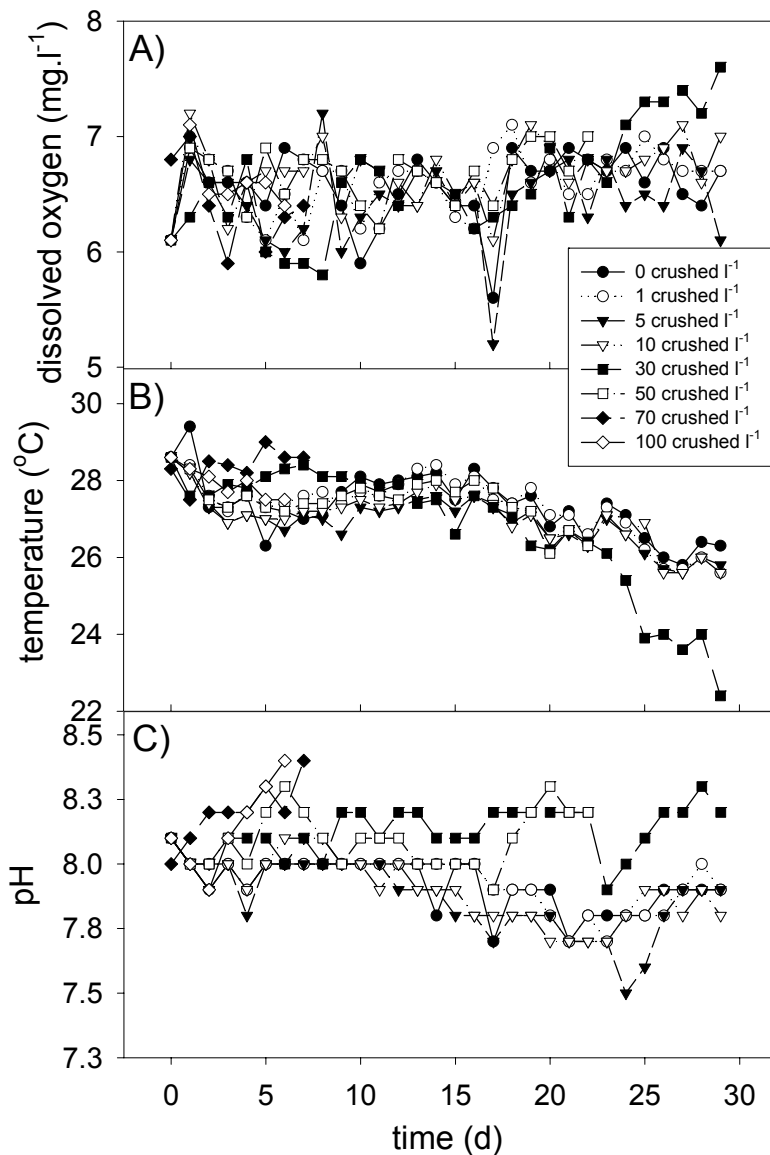 A)
dissolved oxygen (mg.l⁻¹)
8
7
6
5
0 crushed l⁻¹
1 crushed l⁻¹
5 crushed l⁻¹
10 crushed l⁻¹
30 crushed l⁻¹
50 crushed l⁻¹
70 crushed l⁻¹
100 crushed l⁻¹
B)
temperature (°C)
30
28
26
24
22
C)
pH
8.5
8.3
8.0
7.8
7.5
7.3
0 5 10 15 20 25 30
time (d)